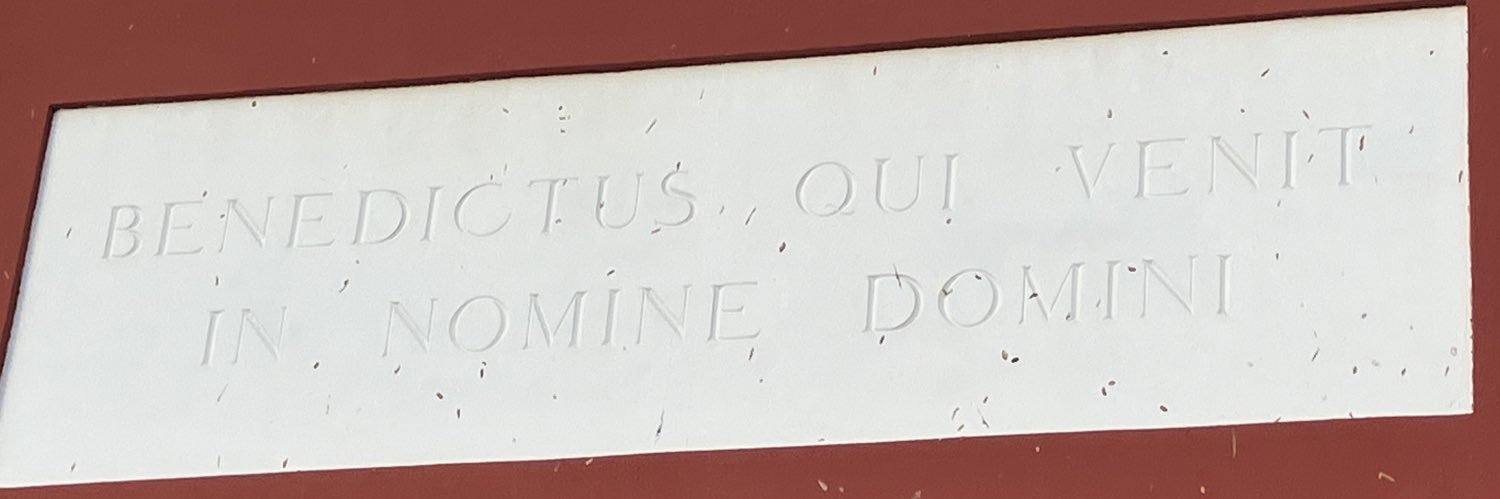 BENEDICTUS QUI VENIT
IN NOMINE DOMINI